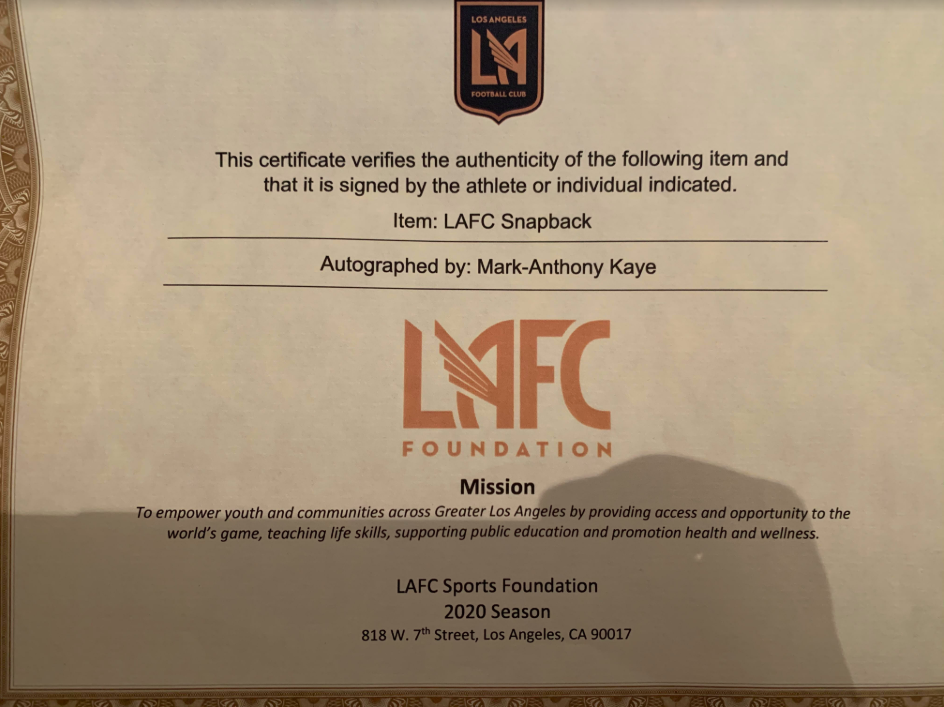 LOS ANGELES
LA
FOOTBALL CLUB
This certificate verifies the authenticity of the following item and
that it is signed by the athlete or individual indicated.
Item: LAFC Snapback
Autographed by: Mark-Anthony Kaye
LAFC
FOUNDATION
Mission
To empower youth and communities across Greater Los Angeles by providing access and opportunity to the
world's game, teaching life skills, supporting public education and promotion health and wellness.
LAFC Sports Foundation
2020 Season
818 W. 7th Street, Los Angeles, CA 90017